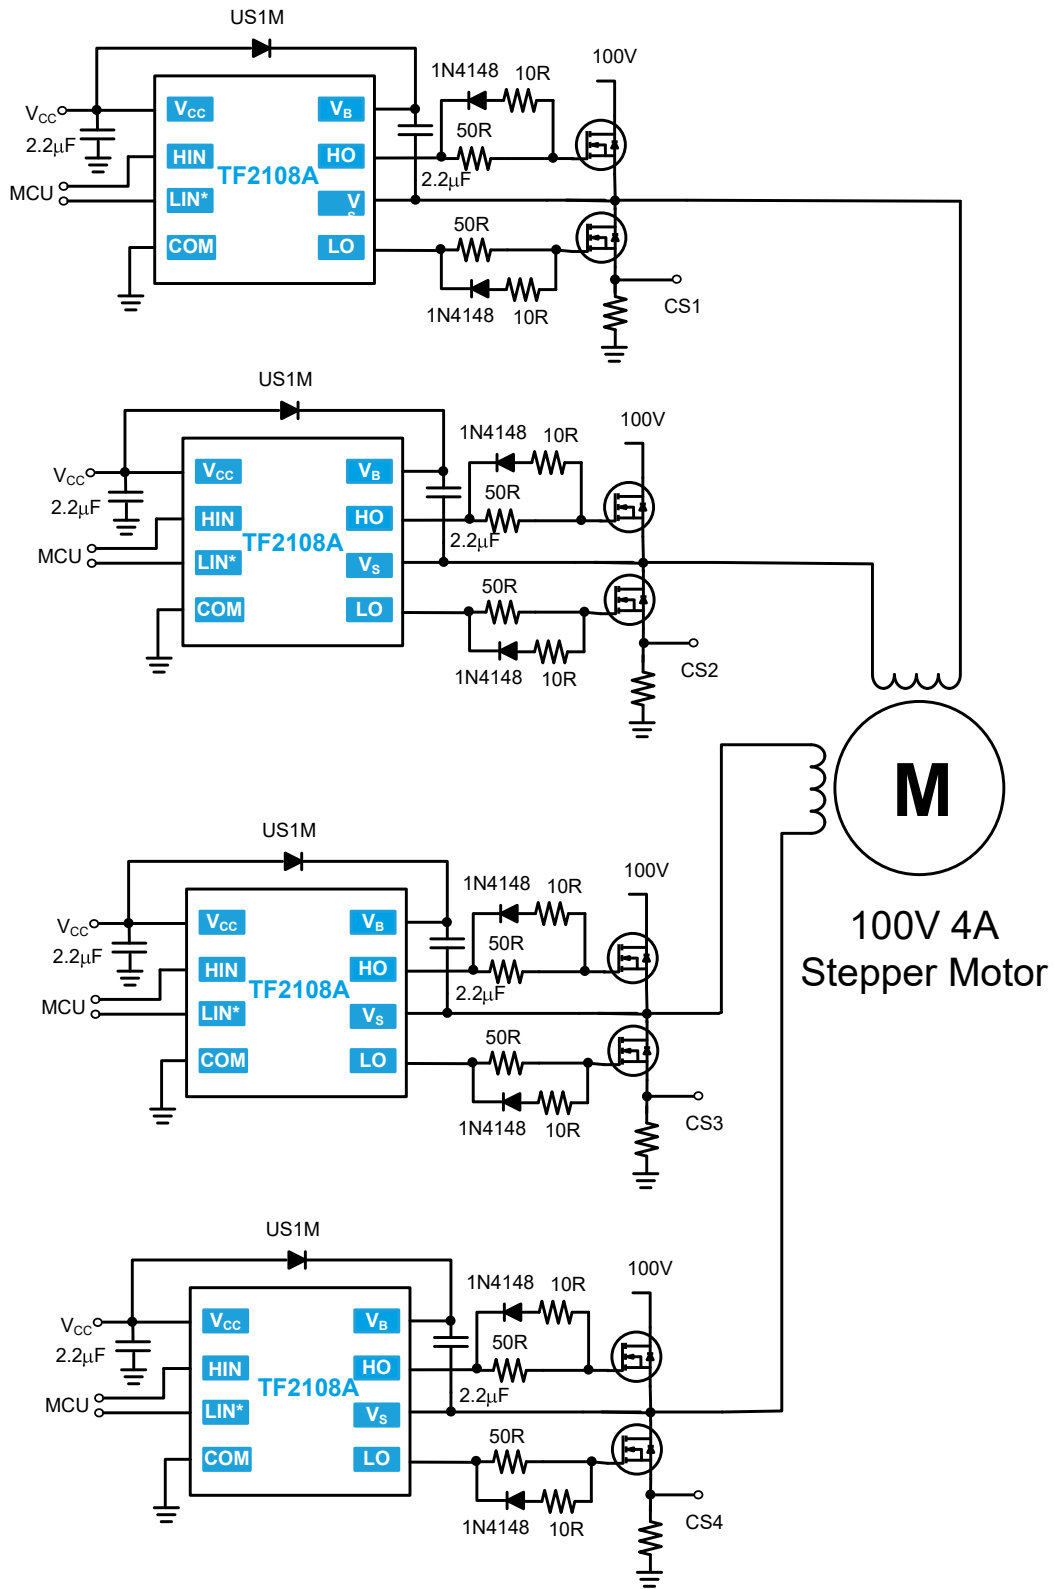 US1M
100V
1N4148
10R
VCC
VCC
VB
2.2μF
50R
HIN
HO
TF2108A
2.2μF
MCU
LIN*
VS
50R
COM
LO
CS1
1N4148
10R
US1M
100V
1N4148
10R
VCC
VCC
VB
2.2μF
50R
HIN
HO
TF2108A
2.2μF
MCU
LIN*
VS
50R
COM
LO
CS2
1N4148
10R
M
100V 4A
Stepper Motor
US1M
100V
1N4148
10R
VCC
VCC
VB
2.2μF
50R
HIN
HO
TF2108A
2.2μF
MCU
LIN*
VS
50R
COM
LO
CS3
1N4148
10R
US1M
100V
1N4148
10R
VCC
VCC
VB
2.2μF
50R
HIN
HO
TF2108A
2.2μF
MCU
LIN*
VS
50R
COM
LO
CS4
1N4148
10R